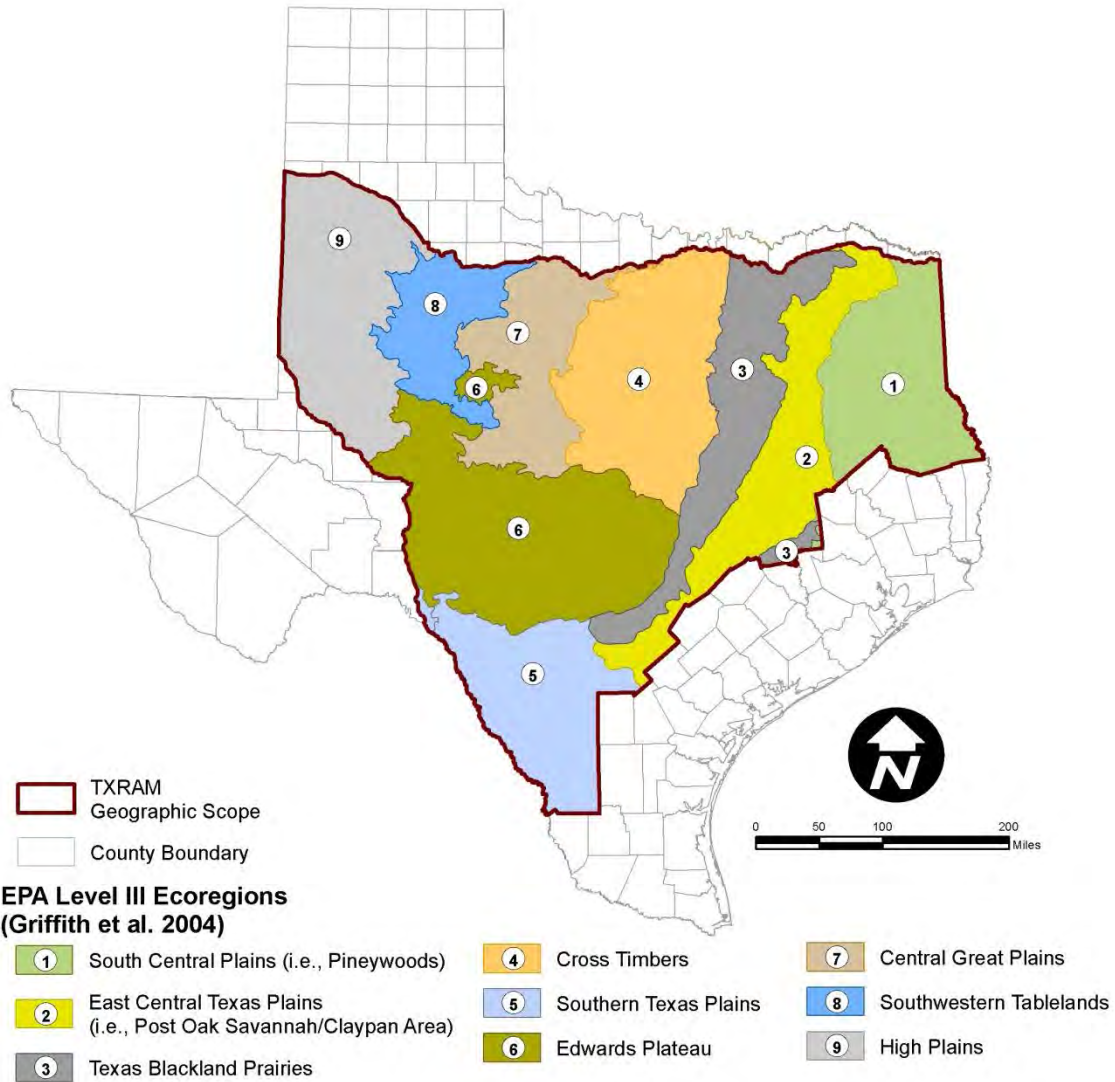 9
8
7
6
4
3
1
2
6
3
5
N
0 50 100 200
Miles
TXRAM
Geographic Scope
County Boundary
EPA Level III Ecoregions
(Griffith et al. 2004)
1 South Central Plains (i.e., Pineywoods)
2 East Central Texas Plains
(i.e., Post Oak Savannah/Claypan Area)
3 Texas Blackland Prairies
4 Cross Timbers
5 Southern Texas Plains
6 Edwards Plateau
7 Central Great Plains
8 Southwestern Tablelands
9 High Plains